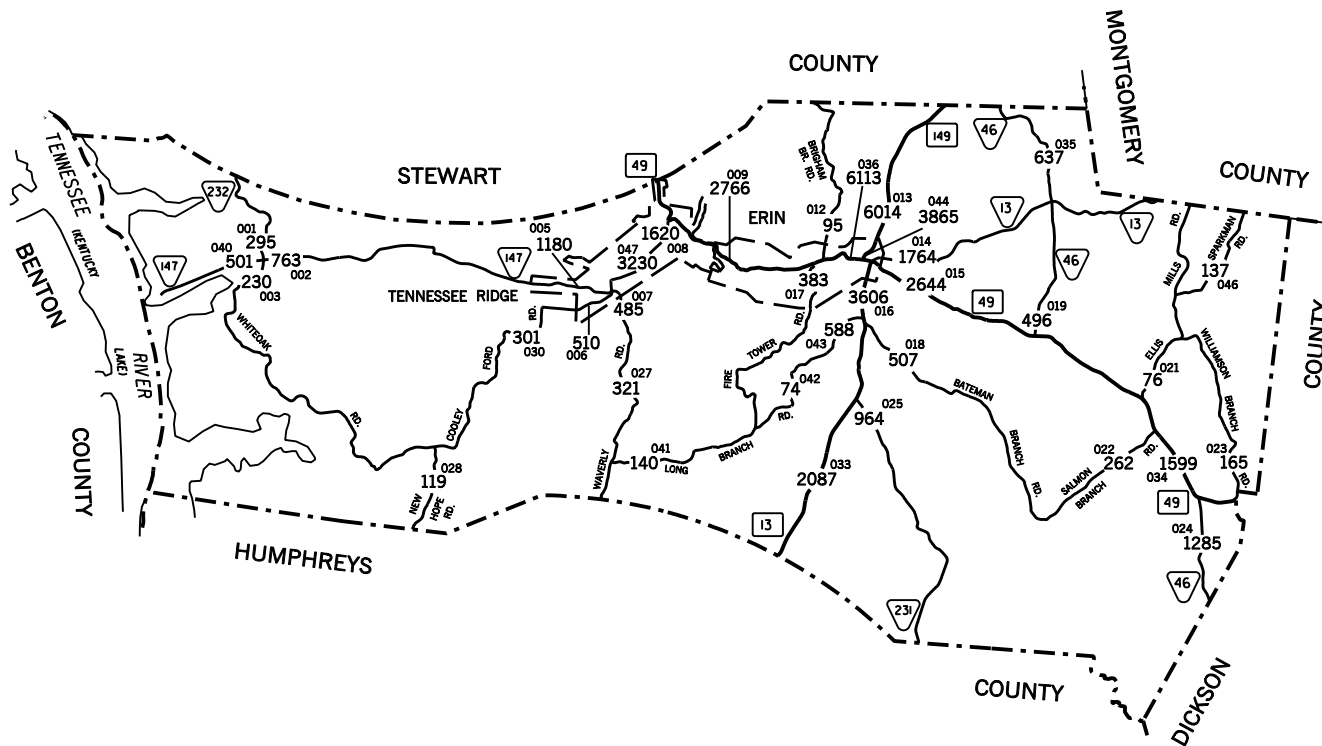 MONTGOMERY
COUNTY
TENNESSEE
(KENTUCKY
LAKE)
RIVER
BENTON
COUNTY
STEWART
COUNTY
COUNTY
DICKSON
COUNTY
HUMPHREYS
232
147
001
295
040
501
763
002
230
003
WHITEOAK
RD.
005
1180
147
TENNESSEE RIDGE
047
3230
008
1620
49
009
2766
ERIN
BRIGHAM
BR. RD.
012
95
036
6113
013
6014
149
044
3865
014
1764
015
2644
46
035
637
13
13
46
019
496
49
MILLS
RD.
SPARKMAN
RD.
137
046
383
017
3606
016
007
485
510
006
301
030
COOLEY
FORD
RD.
028
119
NEW
HOPE
RD.
027
321
WAVERLY
RD.
041
140
LONG
BRANCH
RD.
FIRE
TOWER
RD.
588
043
042
74
018
507
BATEMAN
BRANCH
RD.
025
964
033
2087
13
231
ELLIS
021
76
WILLIAMSON
BRANCH
RD.
022
262
SALMON
BRANCH
RD.
1599
034
023
165
49
024
1285
46
COUNTY